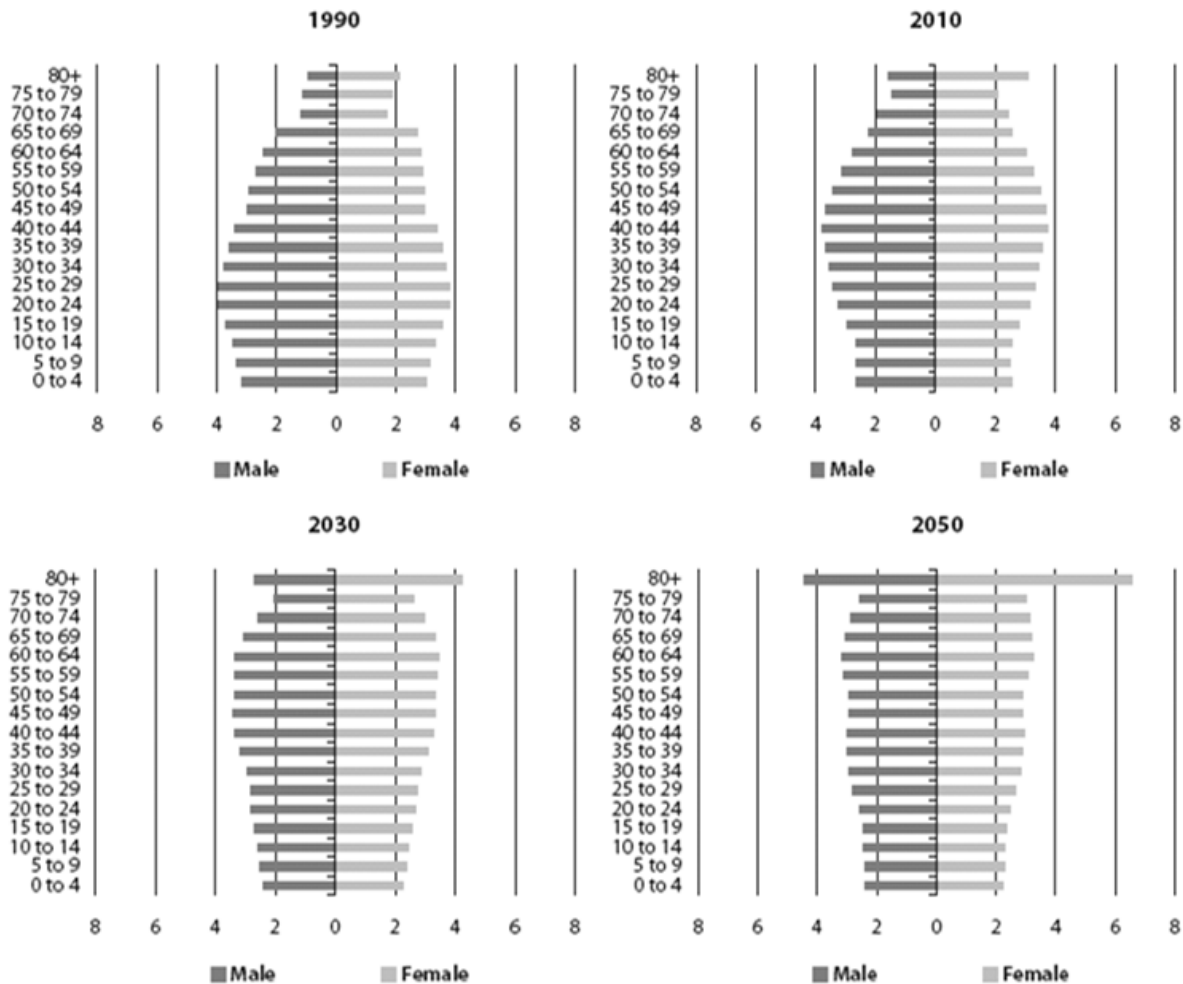 1990
80+
75 to 79
70 to 74
65 to 69
60 to 64
55 to 59
50 to 54
45 to 49
40 to 44
35 to 39
30 to 34
25 to 29
20 to 24
15 to 19
10 to 14
5 to 9
0 to 4
8 6 4 2 0 2 4 6 8
Male Female
2010
80+
75 to 79
70 to 74
65 to 69
60 to 64
55 to 59
50 to 54
45 to 49
40 to 44
35 to 39
30 to 34
25 to 29
20 to 24
15 to 19
10 to 14
5 to 9
0 to 4
8 6 4 2 0 2 4 6 8
Male Female
2030
80+
75 to 79
70 to 74
65 to 69
60 to 64
55 to 59
50 to 54
45 to 49
40 to 44
35 to 39
30 to 34
25 to 29
20 to 24
15 to 19
10 to 14
5 to 9
0 to 4
8 6 4 2 0 2 4 6 8
Male Female
2050
80+
75 to 79
70 to 74
65 to 69
60 to 64
55 to 59
50 to 54
45 to 49
40 to 44
35 to 39
30 to 34
25 to 29
20 to 24
15 to 19
10 to 14
5 to 9
0 to 4
8 6 4 2 0 2 4 6 8
Male Female